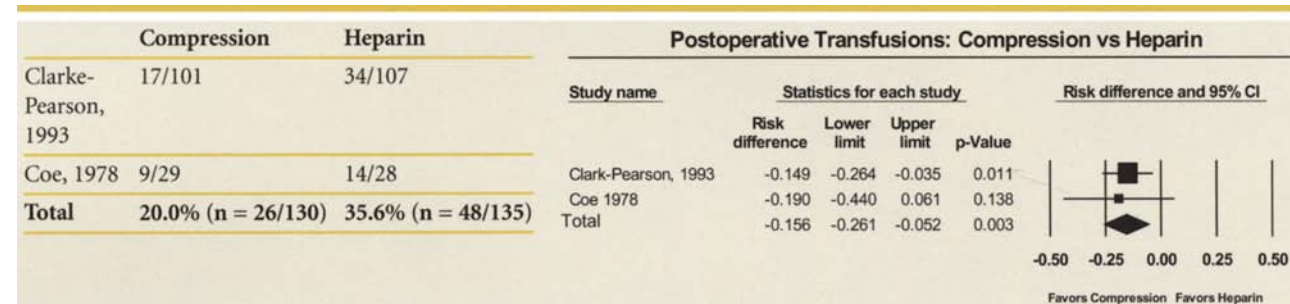 Compression Heparin
Clarke-
Pearson,
1993 17/101 34/107
Coe, 1978 9/29 14/28
Total 20.0% (n = 26/130) 35.6% (n = 48/135)
Postoperative Transfusions: Compression vs Heparin
Study name Statistics for each study Risk difference and 95% CI
Risk difference Lower limit Upper limit p-Value
Clark-Pearson, 1993 -0.149 -0.264 -0.035 0.011
Coe 1978 -0.190 -0.440 0.061 0.138
Total -0.156 -0.261 -0.052 0.003
-0.50 -0.25 0.00 0.25 0.50
Favors Compression Favors Heparin